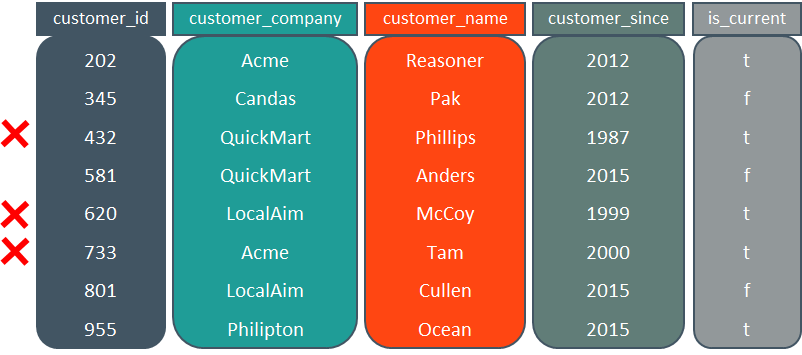 customer_id customer_company customer_name customer_since is_current
202 Acme Reasoner 2012 t
345 Candas Pak 2012 f
432 QuickMart Phillips 1987 t
581 QuickMart Anders 2015 f
620 LocalAim McCoy 1999 t
733 Acme Tam 2000 t
801 LocalAim Cullen 2015 f
955 Philipton Ocean 2015 t